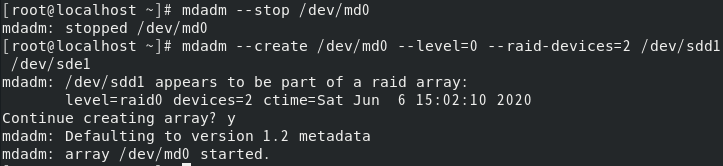 [root@localhost ~]# mdadm --stop /dev/md0
mdadm: stopped /dev/md0
[root@localhost ~]# mdadm --create /dev/md0 --level=0 --raid-devices=2 /dev/sdd1
/dev/sde1
mdadm: /dev/sdd1 appears to be part of a raid array:
       level=raid0 devices=2 ctime=Sat Jun  6 15:02:10 2020
Continue creating array? y
mdadm: Defaulting to version 1.2 metadata
mdadm: array /dev/md0 started.